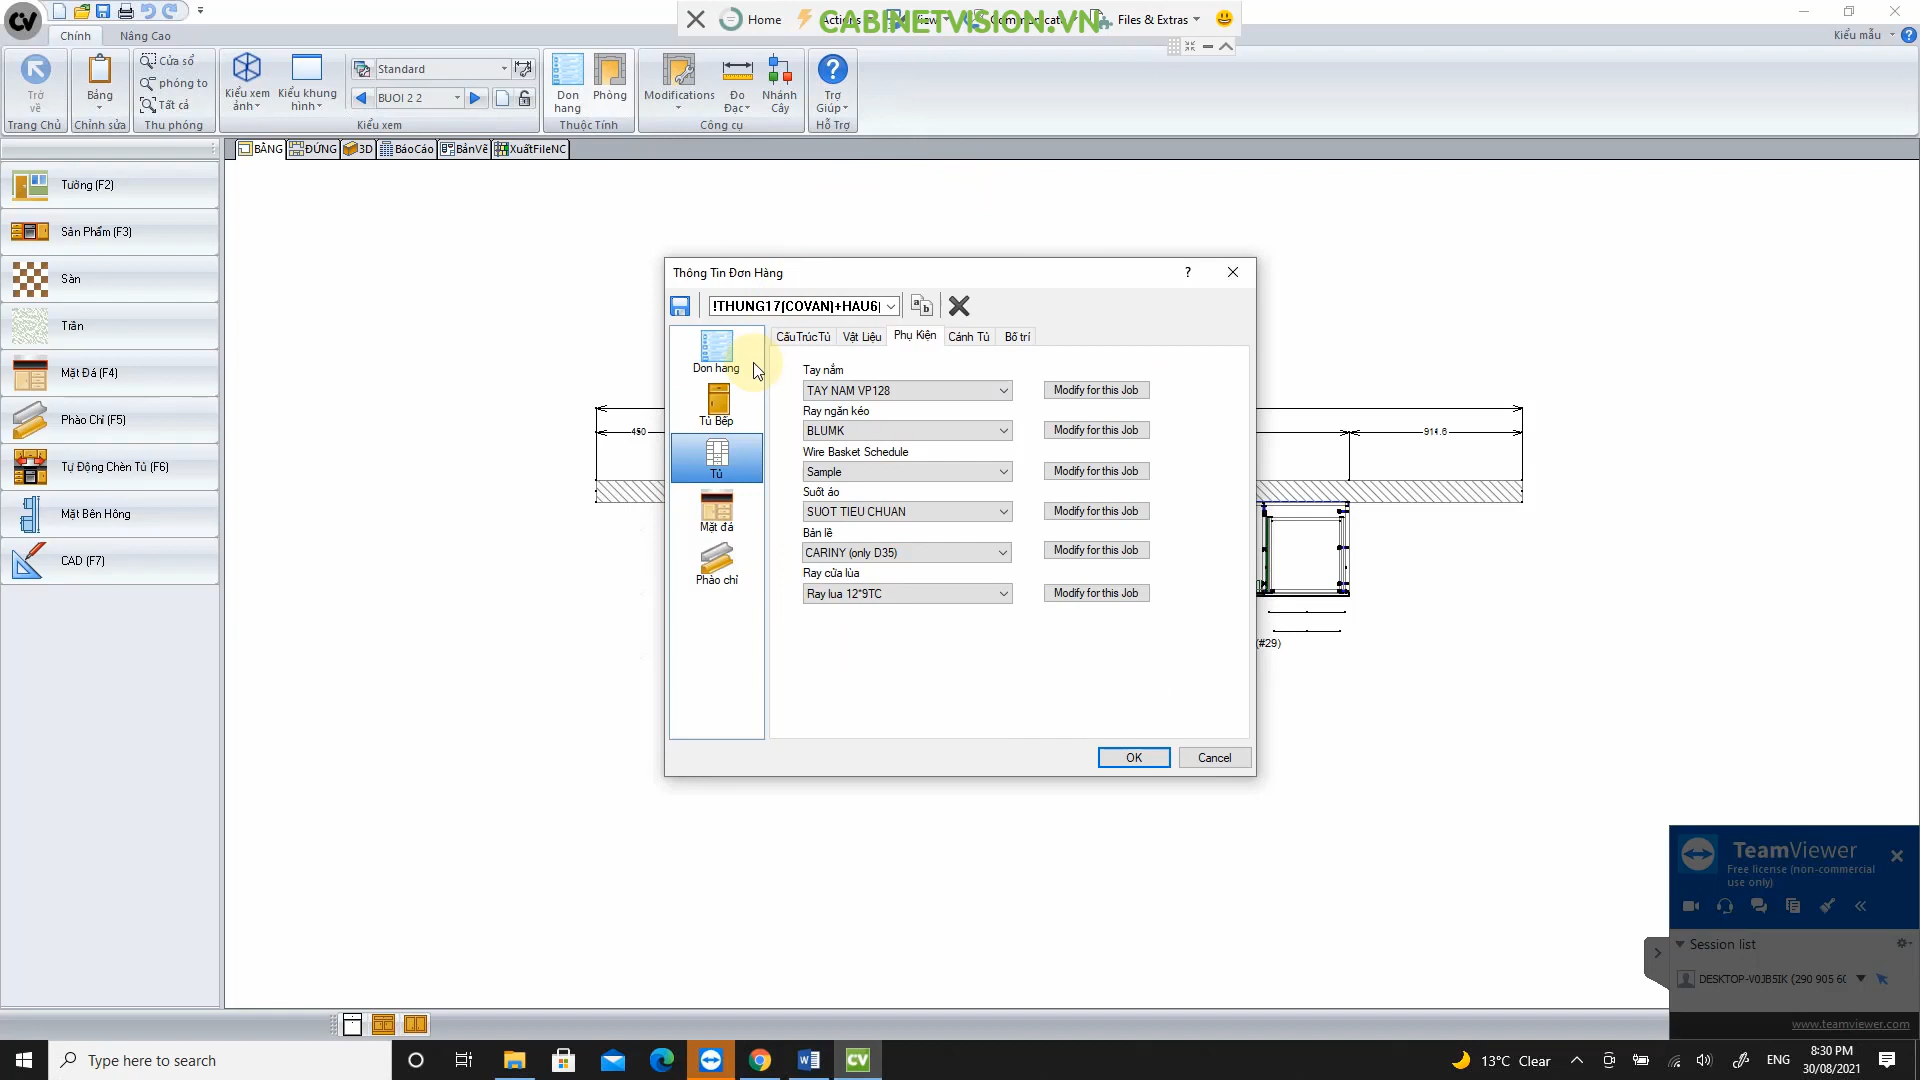 Home
Files & Extras
CABINETVISION.VN
Chính
Nâng Cao
Kiểu mẫu
Trở về
Bảng
Cửa sổ
phóng to
Tất cả
Kiểu xem ảnh
Kiểu khung hình
Standard
BUOI 2 2
Don hang
Phòng
Modifications
Đo Đạc
Nhánh Cây
Trợ Giúp
Trang Chủ
Chỉnh sửa
Thu phóng
Kiểu xem
Thuộc Tính
Công cụ
Hỗ Trợ
BẰNG
ĐỨNG
3D
BáoCáo
BảnVẽ
XuấtFileNC
Tường (F2)
Sản Phẩm (F3)
Sàn
Trần
Mặt Đá (F4)
Phào Chỉ (F5)
Tự Động Chèn Tủ (F6)
Mặt Bên Hông
CAD (F7)
Thông Tin Đơn Hàng
?
!THUNG17(COVAN)+HAU6(
Don hang
Tủ Bếp
Tủ
Mặt đá
Phào chỉ
CấuTrúcTủ
Vật Liệu
Phụ Kiện
Cánh Tủ
Bố trí
Tay nắm
TAY NAM VP128
Modify for this Job
Ray ngăn kéo
BLUMK
Modify for this Job
Wire Basket Schedule
Sample
Modify for this Job
Suốt áo
SUOT TIEU CHUAN
Modify for this Job
Bản lề
CARINY (only D35)
Modify for this Job
Ray cửa lùa
Ray lua 12*9TC
Modify for this Job
OK
Cancel
450
911.6
(#29)
TeamViewer
Free license (non-commercial use only)
Session list
DESKTOP-V0JB5IK (290 905 6
www.teamviewer.com
Type here to search
13°C Clear
ENG
8:30 PM
30/08/2021